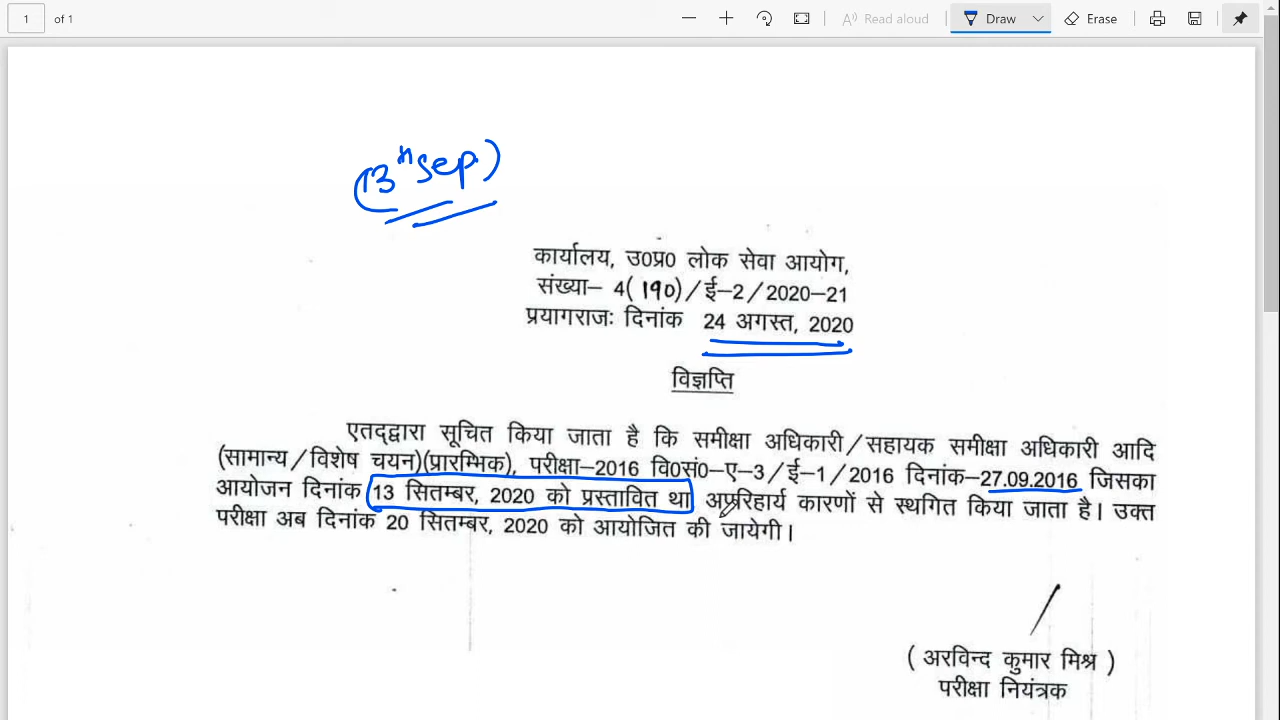 1 of 1 Read aloud Draw Erase
(13th Sep)
कार्यालय, उ0प्र0 लोक सेवा आयोग,
संख्या– 4(190)/ई–2/2020–21
प्रयागराजः दिनांक 24 अगस्त, 2020
विज्ञप्ति
एतद्द्वारा सूचित किया जाता है कि समीक्षा अधिकारी/सहायक समीक्षा अधिकारी आदि
(सामान्य/विशेष चयन)(प्रारम्भिक), परीक्षा–2016 वि0सं0–ए–3/ई–1/2016 दिनांक–27.09.2016 जिसका
आयोजन दिनांक 13 सितम्बर, 2020 को प्रस्तावित था अपरिहार्य कारणों से स्थगित किया जाता है। उक्त
परीक्षा अब दिनांक 20 सितम्बर, 2020 को आयोजित की जायेगी।
( अरविन्द कुमार मिश्र )
परीक्षा नियंत्रक